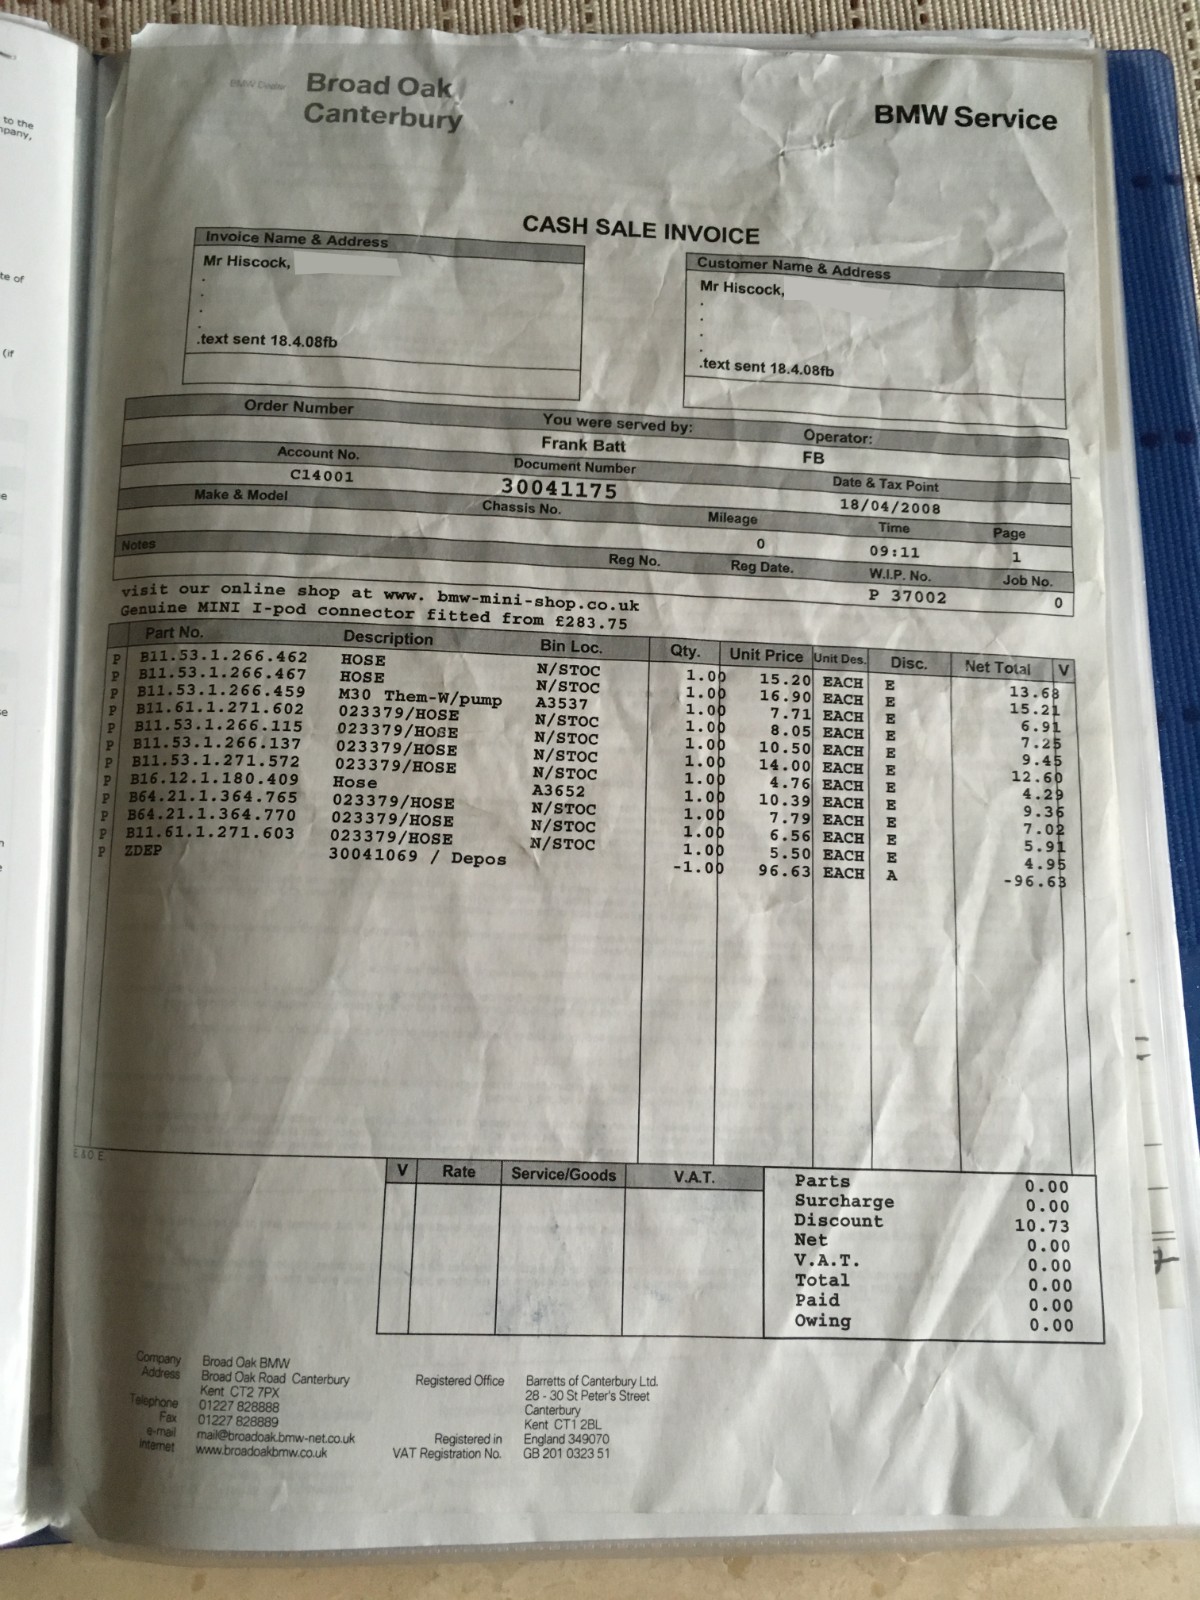 BMW Dealer
Broad Oak
Canterbury
BMW Service
CASH SALE INVOICE
Invoice Name & Address
Mr Hiscock,
.
.
.
.
.text sent 18.4.08fb
Customer Name & Address
Mr Hiscock,
.
.
.
.
.text sent 18.4.08fb
Order Number You were served by: Operator:
Frank Batt FB
Account No. Document Number Date & Tax Point
C14001 30041175 18/04/2008
Make & Model Chassis No. Mileage Time Page
0 09:11 1
Notes Reg No. Reg Date. W.I.P. No. Job No.
P 37002 0
visit our online shop at www. bmw-mini-shop.co.uk
Genuine MINI I-pod connector fitted from £283.75
Part No. Description Bin Loc. Qty. Unit Price Unit Des. Disc. Net Total V
P B11.53.1.266.462 HOSE N/STOC 1.00 15.20 EACH E 13.68
P B11.53.1.266.467 HOSE N/STOC 1.00 16.90 EACH E 15.21
P B11.53.1.266.459 M30 Them-W/pump A3537 1.00 7.71 EACH E 6.91
P B11.61.1.271.602 023379/HOSE N/STOC 1.00 8.05 EACH E 7.25
P B11.53.1.266.115 023379/HOSE N/STOC 1.00 10.50 EACH E 9.45
P B11.53.1.266.137 023379/HOSE N/STOC 1.00 14.00 EACH E 12.60
P B11.53.1.271.572 023379/HOSE N/STOC 1.00 4.76 EACH E 4.29
P B16.12.1.180.409 Hose A3652 1.00 10.39 EACH E 9.36
P B64.21.1.364.765 023379/HOSE N/STOC 1.00 7.79 EACH E 7.02
P B64.21.1.364.770 023379/HOSE N/STOC 1.00 6.56 EACH E 5.91
P B11.61.1.271.603 023379/HOSE N/STOC 1.00 5.50 EACH E 4.95
P ZDEP 30041069 / Depos -1.00 96.63 EACH A -96.63
E.&O.E.
V Rate Service/Goods V.A.T.
Parts 0.00
Surcharge 0.00
Discount 10.73
Net 0.00
V.A.T. 0.00
Total 0.00
Paid 0.00
Owing 0.00
Company Address Broad Oak BMW
Broad Oak Road Canterbury
Kent CT2 7PX
Telephone 01227 828888
Fax 01227 828889
e-mail mail@broadoak.bmw-net.co.uk
Internet www.broadoakbmw.co.uk
Registered Office Barretts of Canterbury Ltd.
28 - 30 St Peter's Street
Canterbury
Kent CT1 2BL
Registered in England 349070
VAT Registration No. GB 201 0323 51